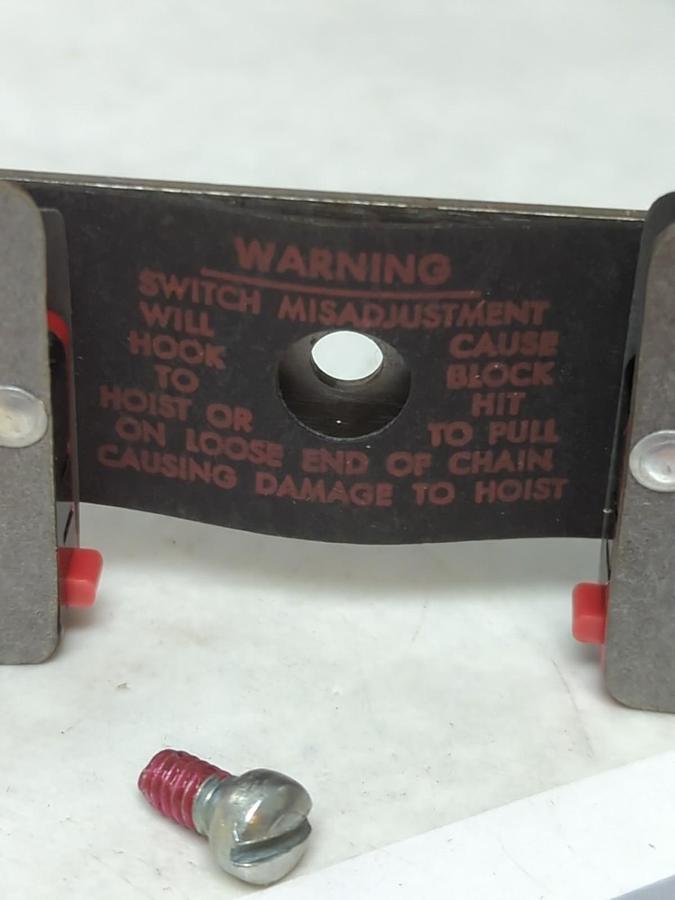 WARNING
SWITCH MISADJUSTMENT
WILL CAUSE
HOOK BLOCK
TO HIT
HOIST OR TO PULL
ON LOOSE END OF CHAIN
CAUSING DAMAGE TO HOIST